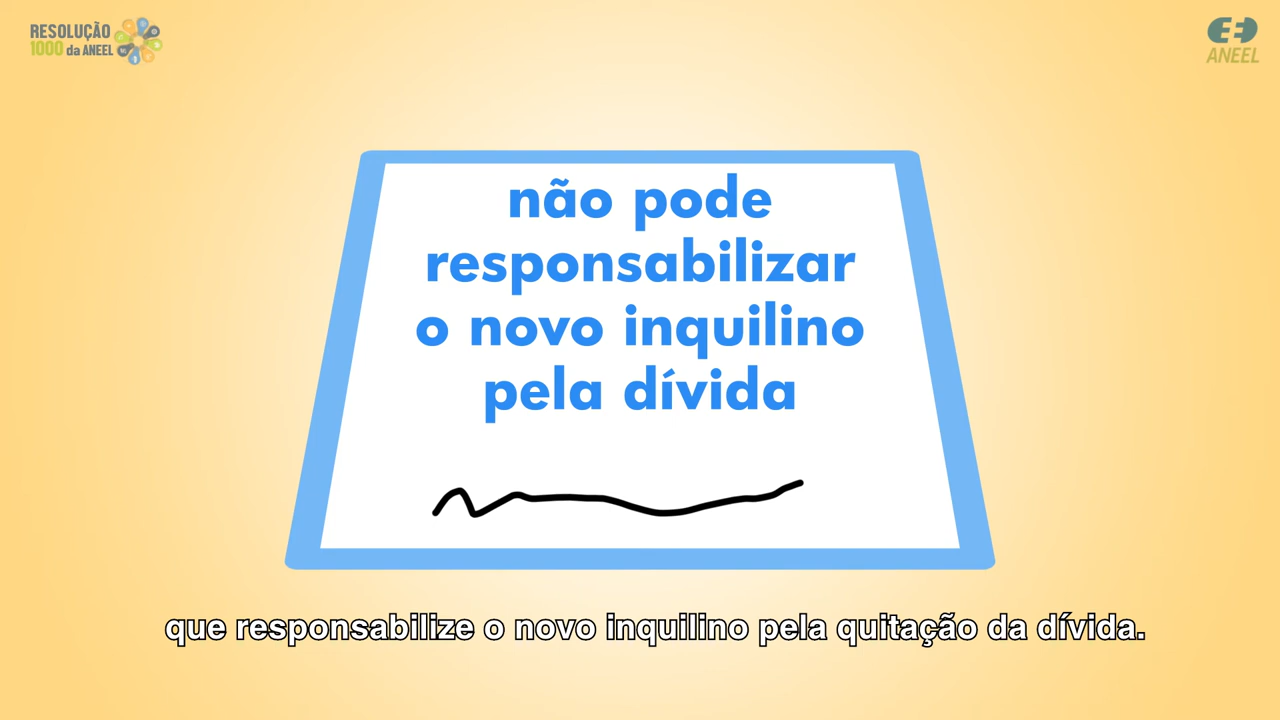 RESOLUÇÃO
1000 da ANEEL
ANEEL
não pode
responsabilizar
o novo inquilino
pela dívida
que responsabilize o novo inquilino pela quitação da dívida.